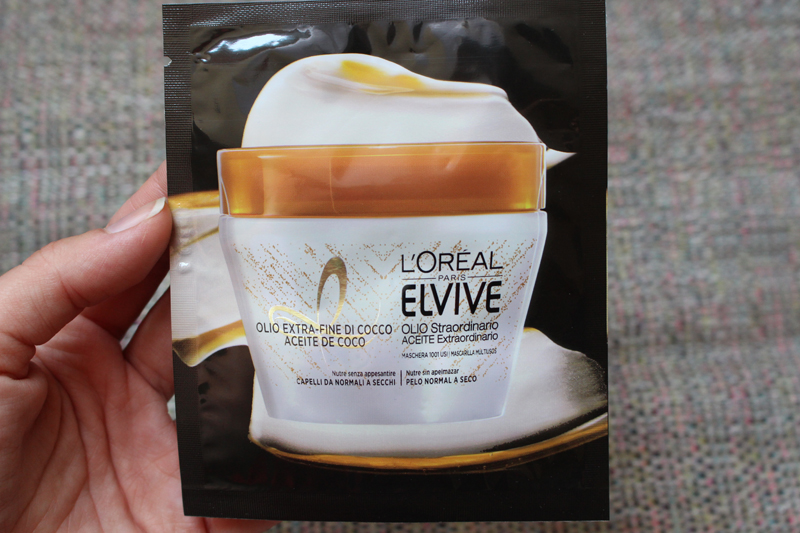 L'ORÉAL
PARIS
ELVIVE
OLIO EXTRA-FINE DI COCCO
ACEITE DE COCO
OLIO Straordinario
ACEITE Extraordinario
MASCHERA 1001 USI | MASCARILLA MULTIUSOS
Nutre senza appesantire
CAPELLI DA NORMALI A SECCHI
Nutre sin apelmazar
PELO NORMAL A SECO